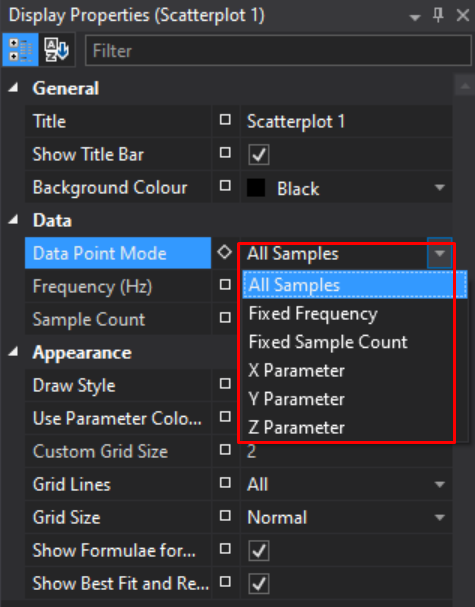 Display Properties (Scatterplot 1)
Filter
General
Title Scatterplot 1
Show Title Bar
Background Colour Black
Data
Data Point Mode All Samples
Frequency (Hz) All Samples
Fixed Frequency
Sample Count Fixed Sample Count
Appearance X Parameter
Draw Style Y Parameter
Use Parameter Colo... Z Parameter
Custom Grid Size 2
Grid Lines All
Grid Size Normal
Show Formulae for...
Show Best Fit and Re...